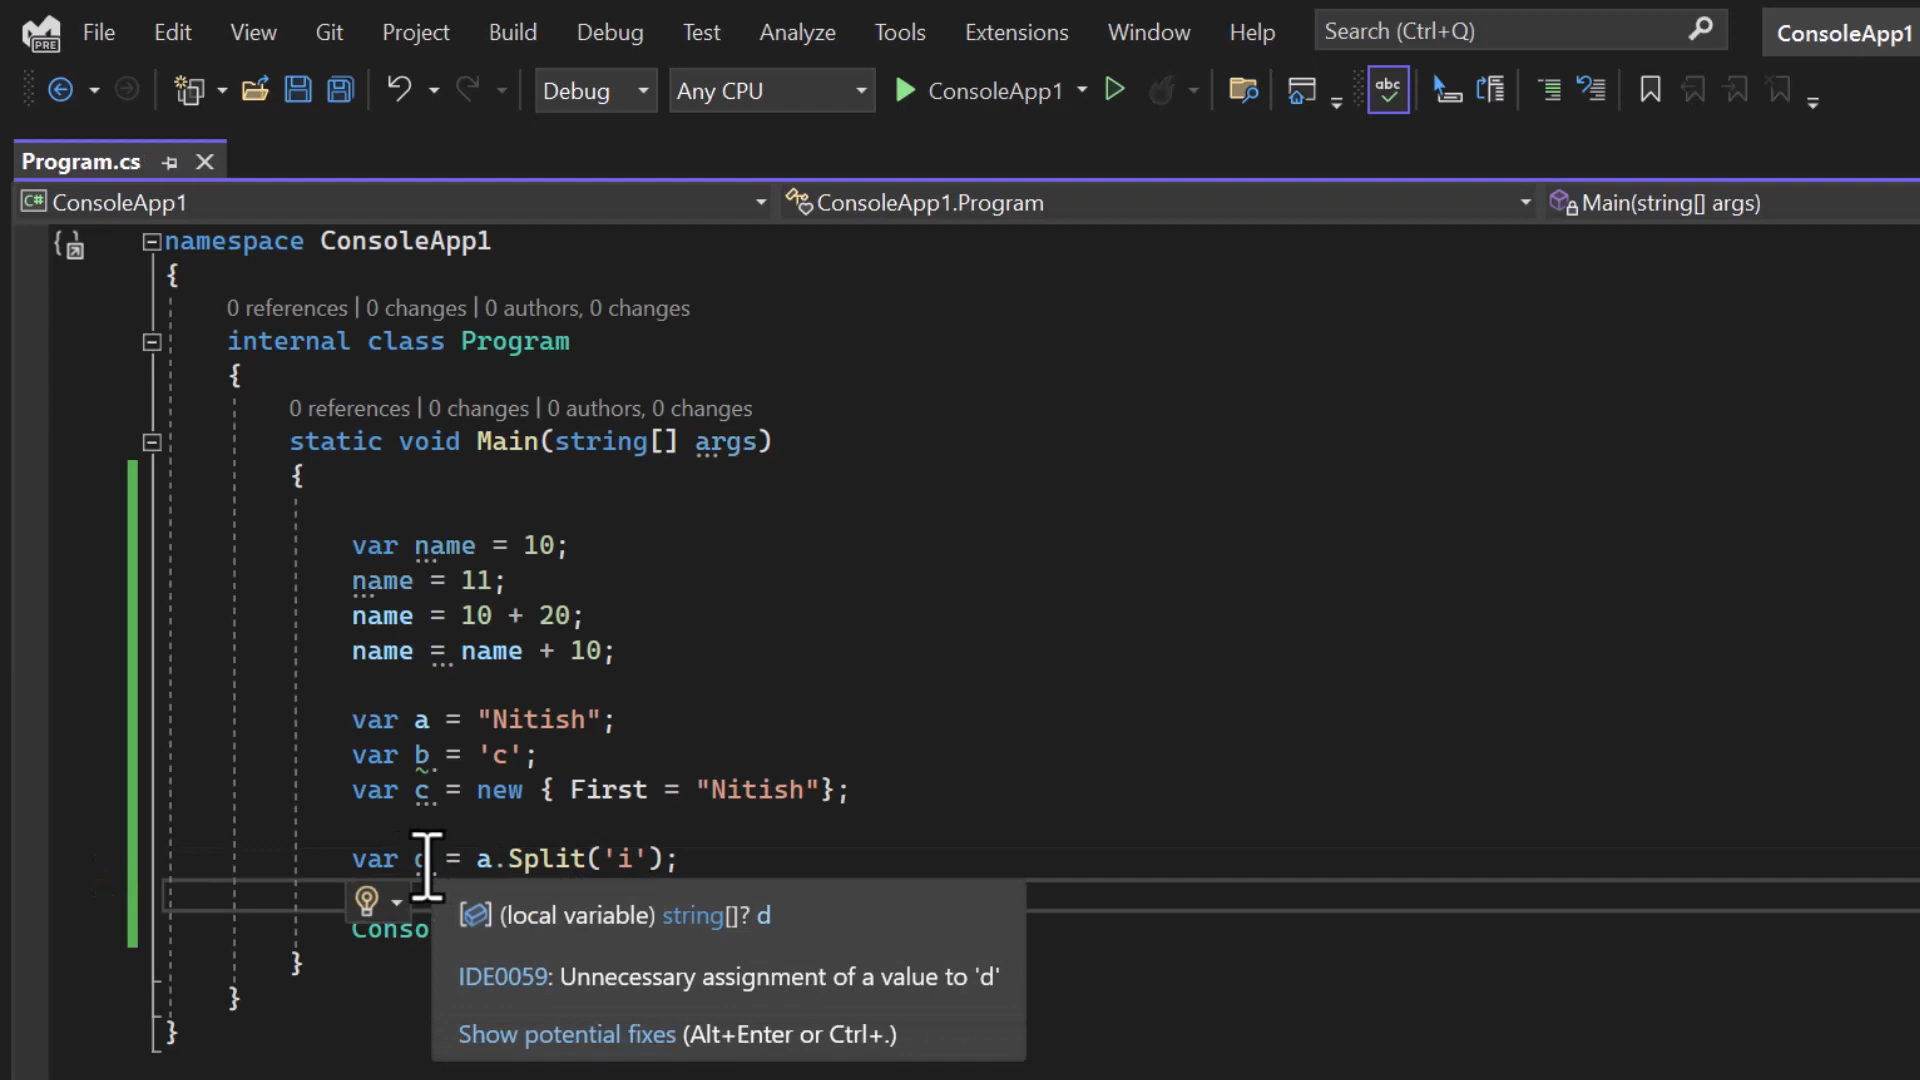 PRE File Edit View Git Project Build Debug Test Analyze Tools Extensions Window Help Search (Ctrl+Q) ConsoleApp1
Debug Any CPU ConsoleApp1 abc
Program.cs
C# ConsoleApp1 ConsoleApp1.Program Main(string[] args)
namespace ConsoleApp1
{
0 references | 0 changes | 0 authors, 0 changes
internal class Program
{
0 references | 0 changes | 0 authors, 0 changes
static void Main(string[] args)
{
var name = 10;
name = 11;
name = 10 + 20;
name = name + 10;
var a = "Nitish";
var b = 'c';
var c = new { First = "Nitish"};
var d = a.Split('i');
(local variable) string[]? d
Conso
IDE0059: Unnecessary assignment of a value to 'd'
Show potential fixes (Alt+Enter or Ctrl+.)
}
}
}